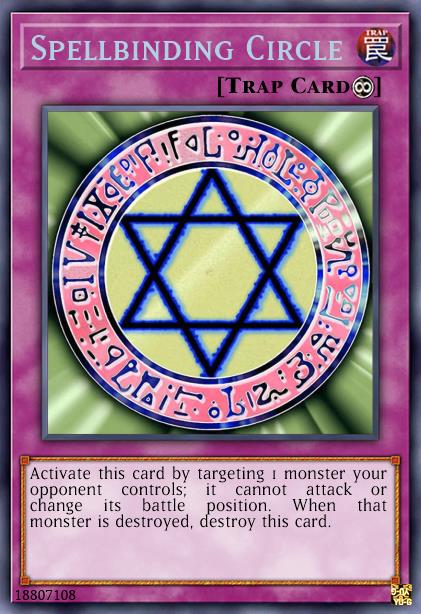 SPELLBINDING CIRCLE
TRAP
罠
[TRAP CARD]
Activate this card by targeting 1 monster your
opponent controls; it cannot attack or
change its battle position. When that
monster is destroyed, destroy this card.
18807108